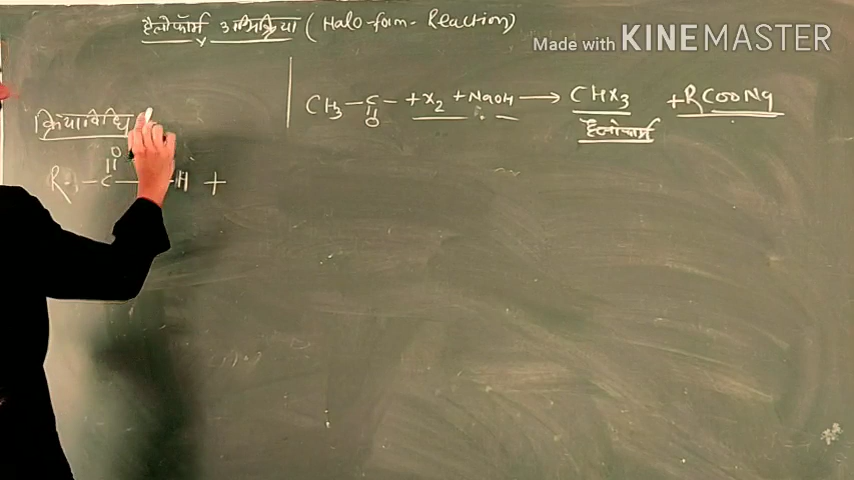 हैलोफॉर्म अभिक्रिया (Halo-form-Reaction)
Made with KINEMASTER
CH3-C- + X2 + NaOH → CHX3 + RCOONa
O
हैलोफार्म
क्रियाविधि
O
R - C - - H +